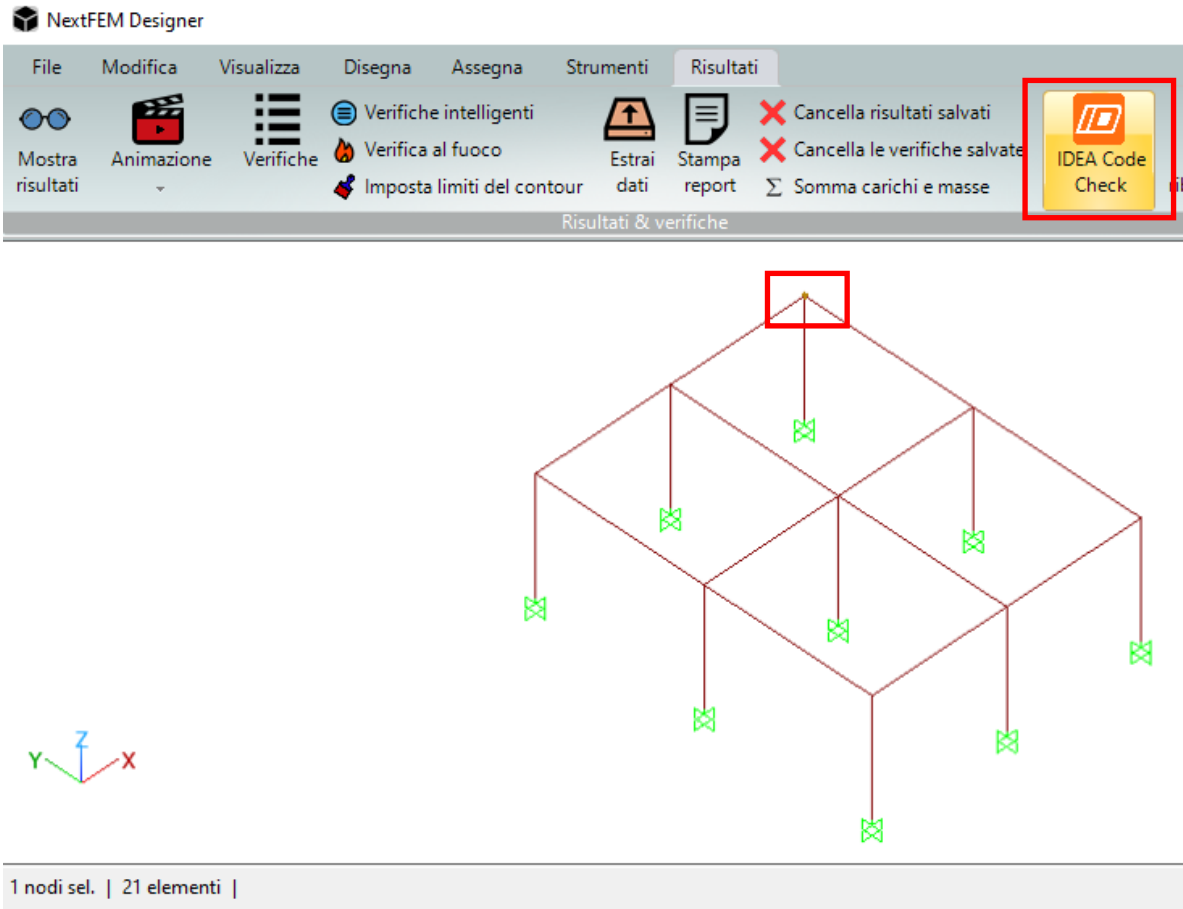 NextFEM Designer
File Modifica Visualizza Disegna Assegna Strumenti Risultati
Mostra risultati
Animazione
Verifiche
Verifiche intelligenti
Verifica al fuoco
Imposta limiti del contour
Estrai dati
Stampa report
Cancella risultati salvati
Cancella le verifiche salvate
Σ Somma carichi e masse
IDEA Code Check
Risultati & verifiche
Z
Y
X
1 nodi sel. | 21 elementi |